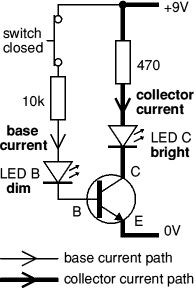 +9V
switch
closed
470
10k
collector
current
base
current
LED C
bright
LED B
dim
C
B
E
0V
base current path
collector current path